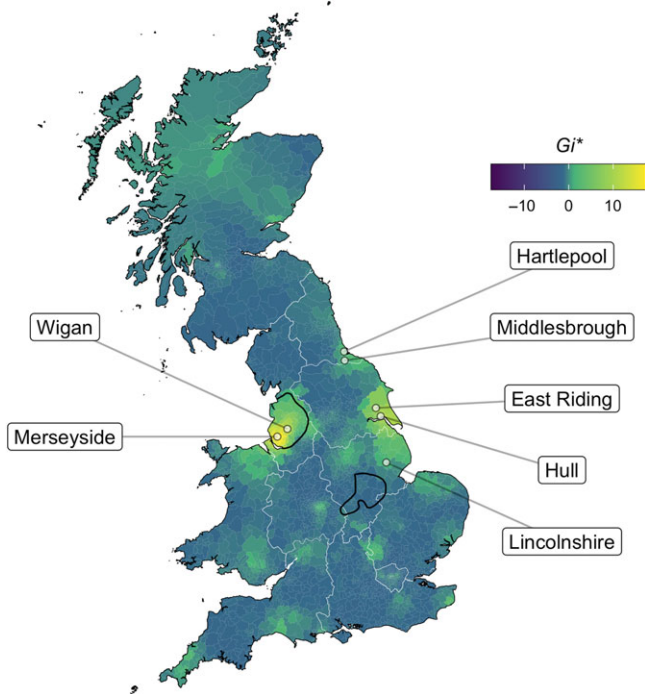 Gi*
−10 0 10
Hartlepool
Wigan
Middlesbrough
East Riding
Merseyside
Hull
Lincolnshire